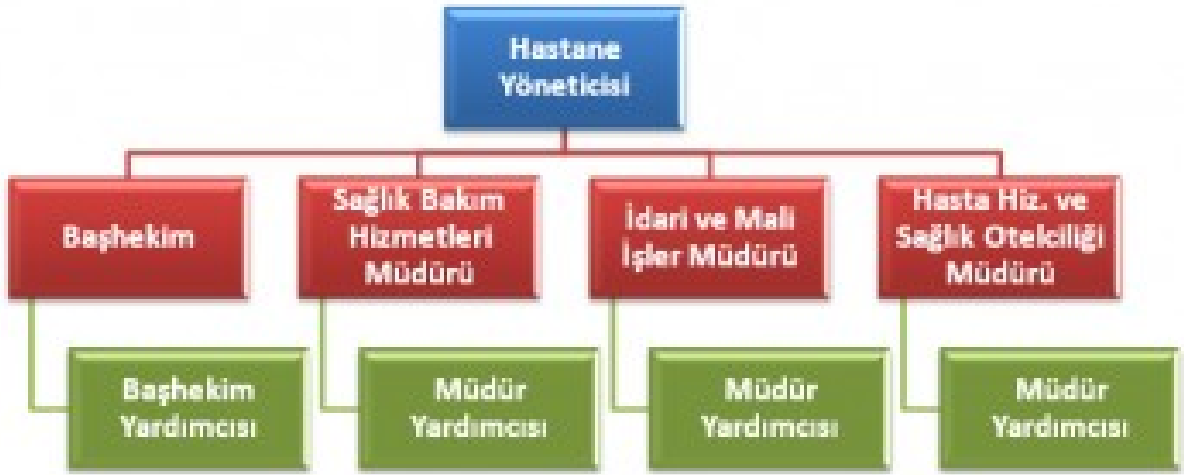 Hastane
Yöneticisi
Başhekim
Sağlık Bakım
Hizmetleri
Müdürü
İdari ve Mali
İşler Müdürü
Hasta Hiz. ve
Sağlık Otelciliği
Müdürü
Başhekim
Yardımcısı
Müdür
Yardımcısı
Müdür
Yardımcısı
Müdür
Yardımcısı